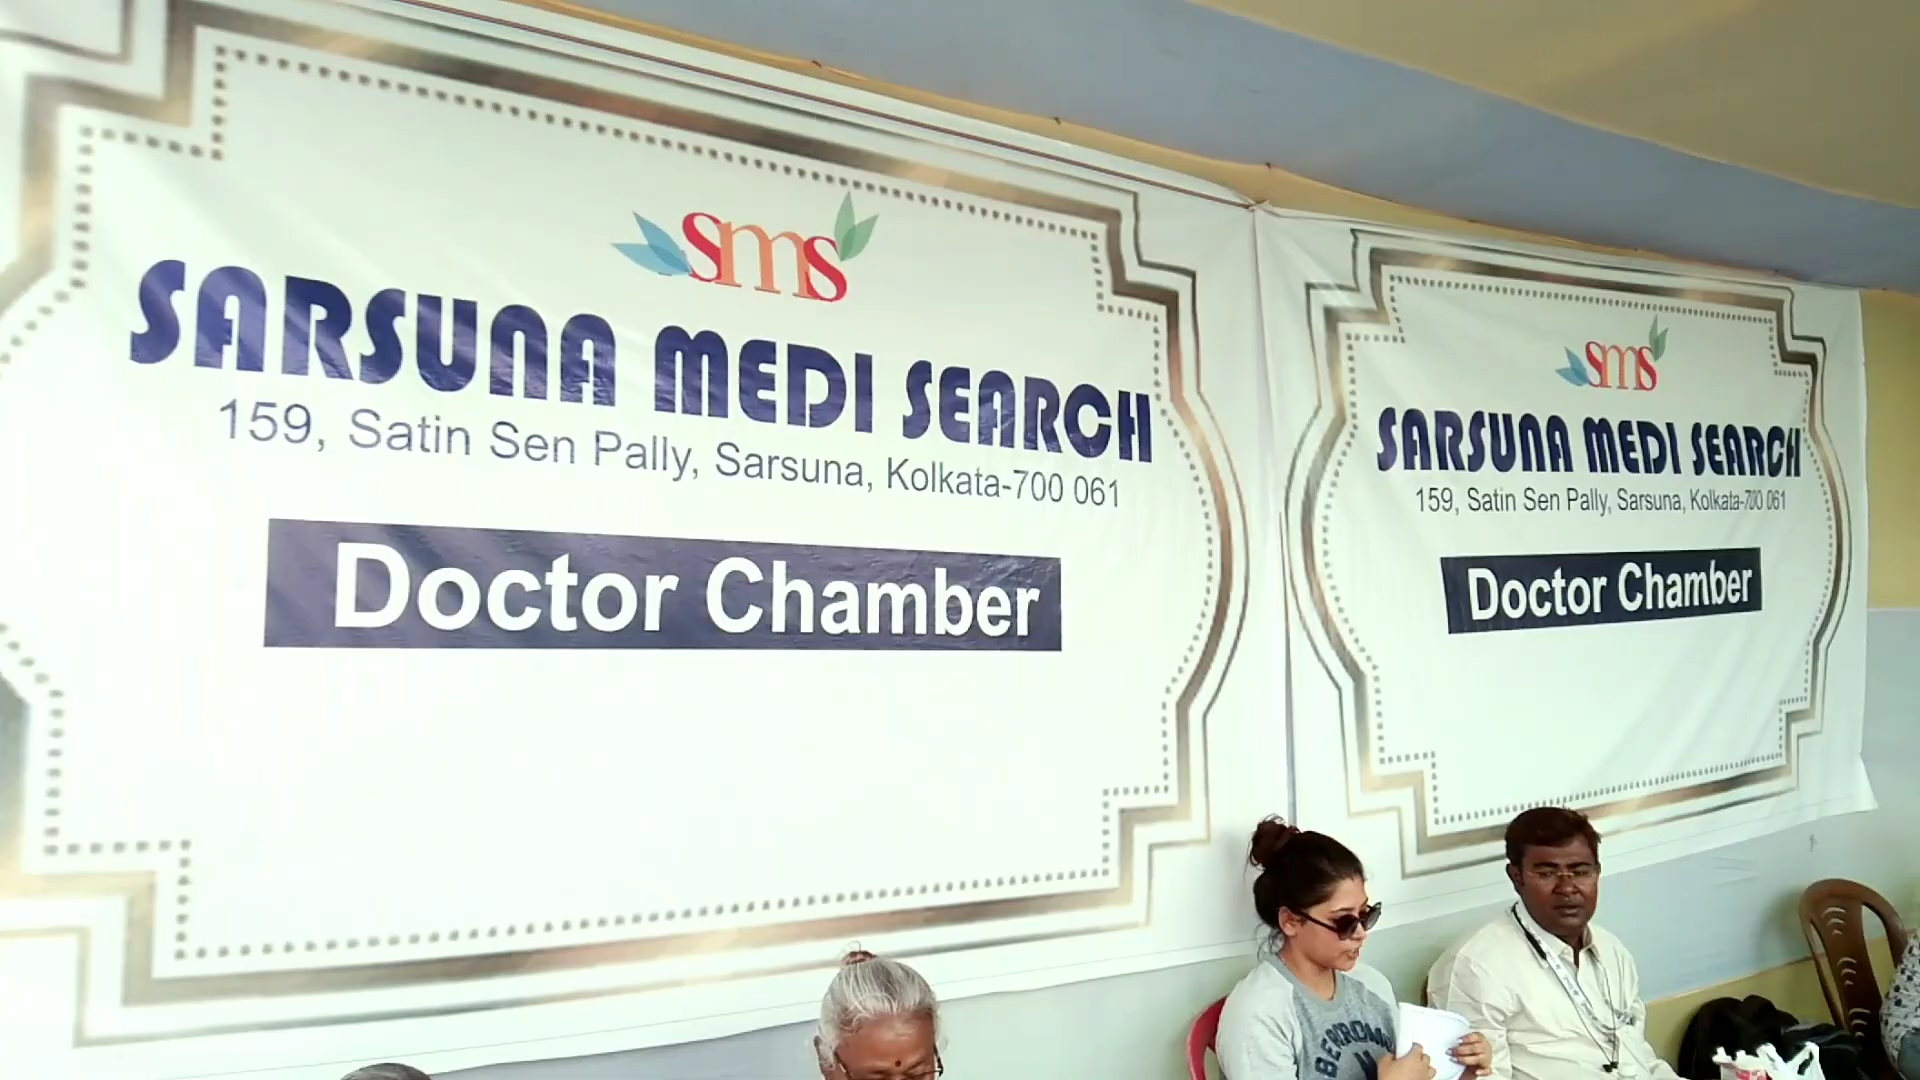 sms
SARSUNA MEDI SEARCH
159, Satin Sen Pally, Sarsuna, Kolkata-700 061
Doctor Chamber
sms
SARSUNA MEDI SEARCH
159, Satin Sen Pally, Sarsuna, Kolkata-700 061
Doctor Chamber